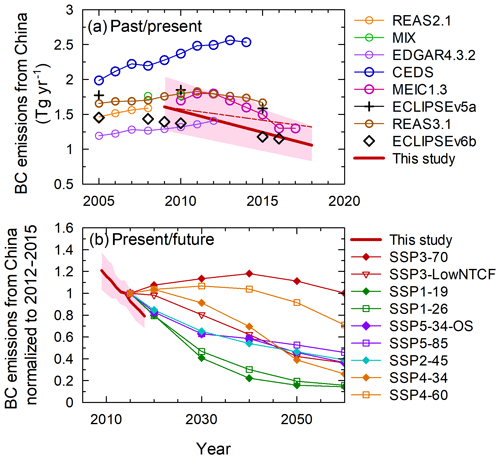 (a) Past/present
BC emissions from China
(Tg yr⁻¹)
3
2.5
2
1.5
1
0.5
2005 2010 2015 2020
REAS2.1
MIX
EDGAR4.3.2
CEDS
MEIC1.3
ECLIPSEv5a
REAS3.1
ECLIPSEv6b
This study
(b) Present/future
BC emissions from China
normalized to 2012–2015
1.6
1.4
1.2
1.0
0.8
0.6
0.4
0.2
0
2010 2030 2050
Year
This study
SSP3-70
SSP3-LowNTCF
SSP1-19
SSP1-26
SSP5-34-OS
SSP5-85
SSP2-45
SSP4-34
SSP4-60